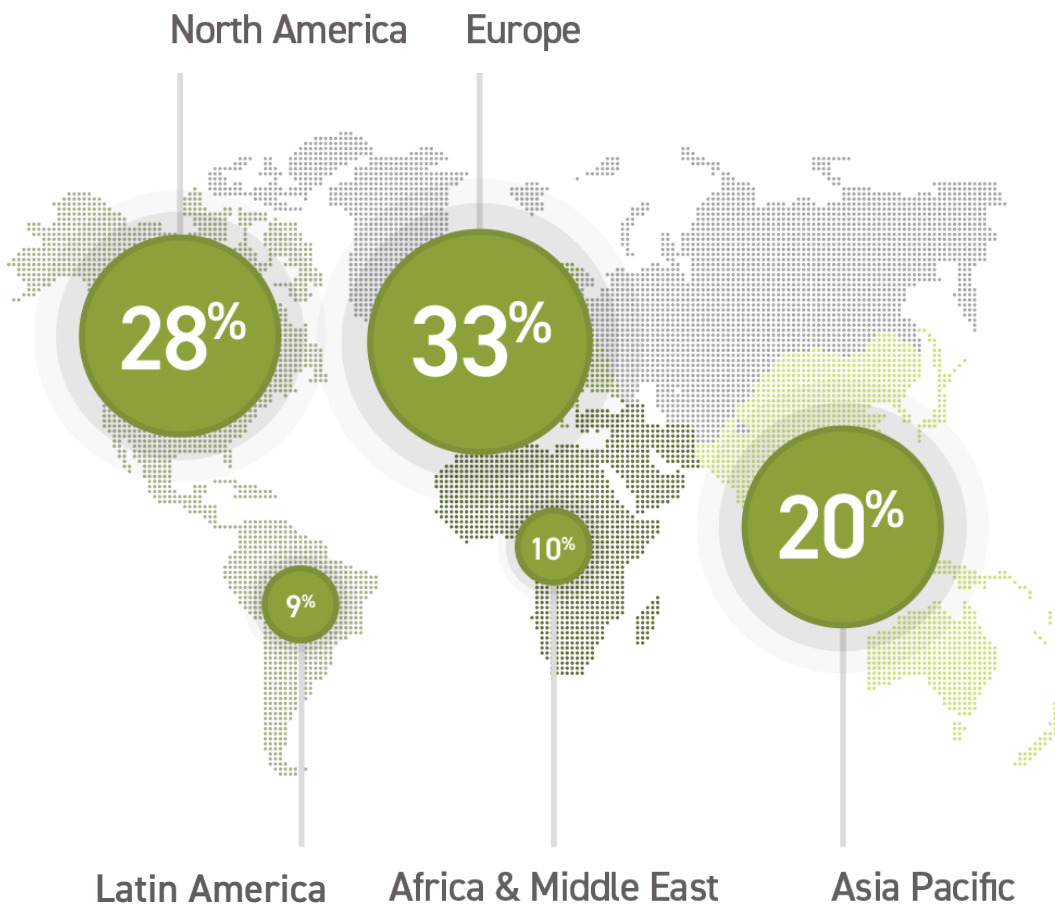 North America
Europe
28%
33%
20%
10%
9%
Latin America
Africa & Middle East
Asia Pacific